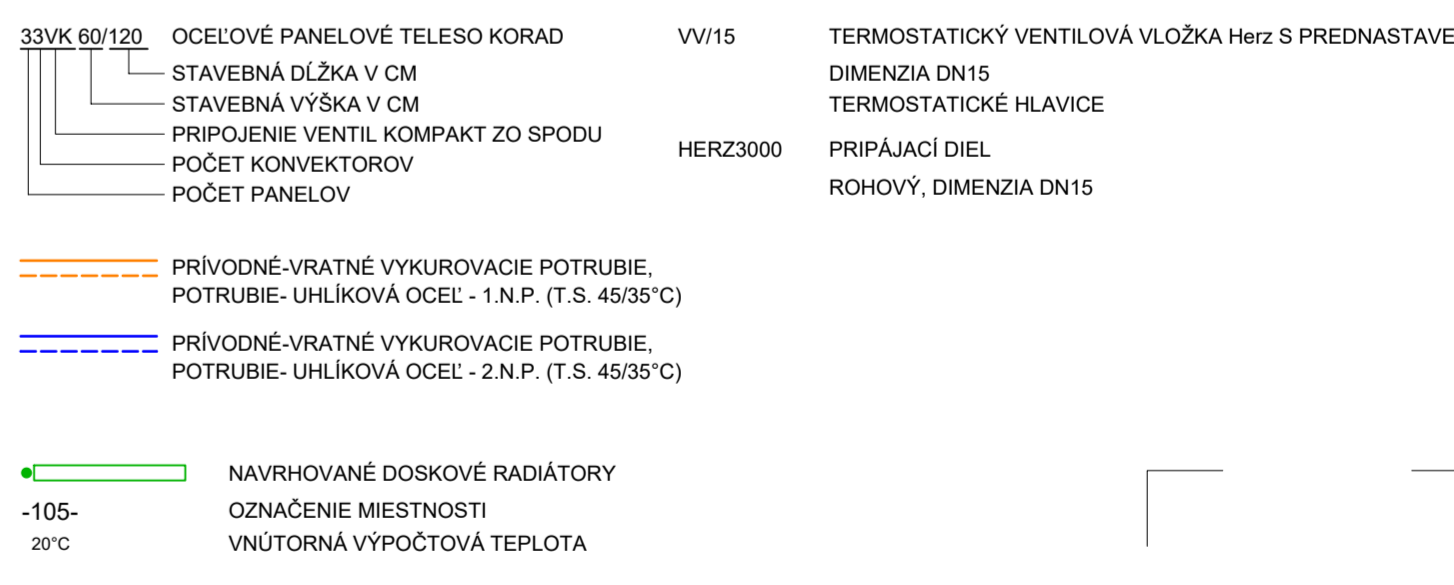 33VK 60/120 OCEĽOVÉ PANELOVÉ TELESO KORAD
STAVEBNÁ DĹŽKA V CM
STAVEBNÁ VÝŠKA V CM
PRIPOJENIE VENTIL KOMPAKT ZO SPODU
POČET KONVEKTOROV
POČET PANELOV
VV/15 TERMOSTATICKÝ VENTILOVÁ VLOŽKA Herz S PREDNASTAVE
DIMENZIA DN15
TERMOSTATICKÉ HLAVICE
HERZ3000 PRIPÁJACÍ DIEL
ROHOVÝ, DIMENZIA DN15
PRÍVODNÉ-VRATNÉ VYKUROVACIE POTRUBIE,
POTRUBIE- UHLÍKOVÁ OCEĽ - 1.N.P. (T.S. 45/35°C)
PRÍVODNÉ-VRATNÉ VYKUROVACIE POTRUBIE,
POTRUBIE- UHLÍKOVÁ OCEĽ - 2.N.P. (T.S. 45/35°C)
NAVRHOVANÉ DOSKOVÉ RADIÁTORY
-105- OZNAČENIE MIESTNOSTI
20°C VNÚTORNÁ VÝPOČTOVÁ TEPLOTA